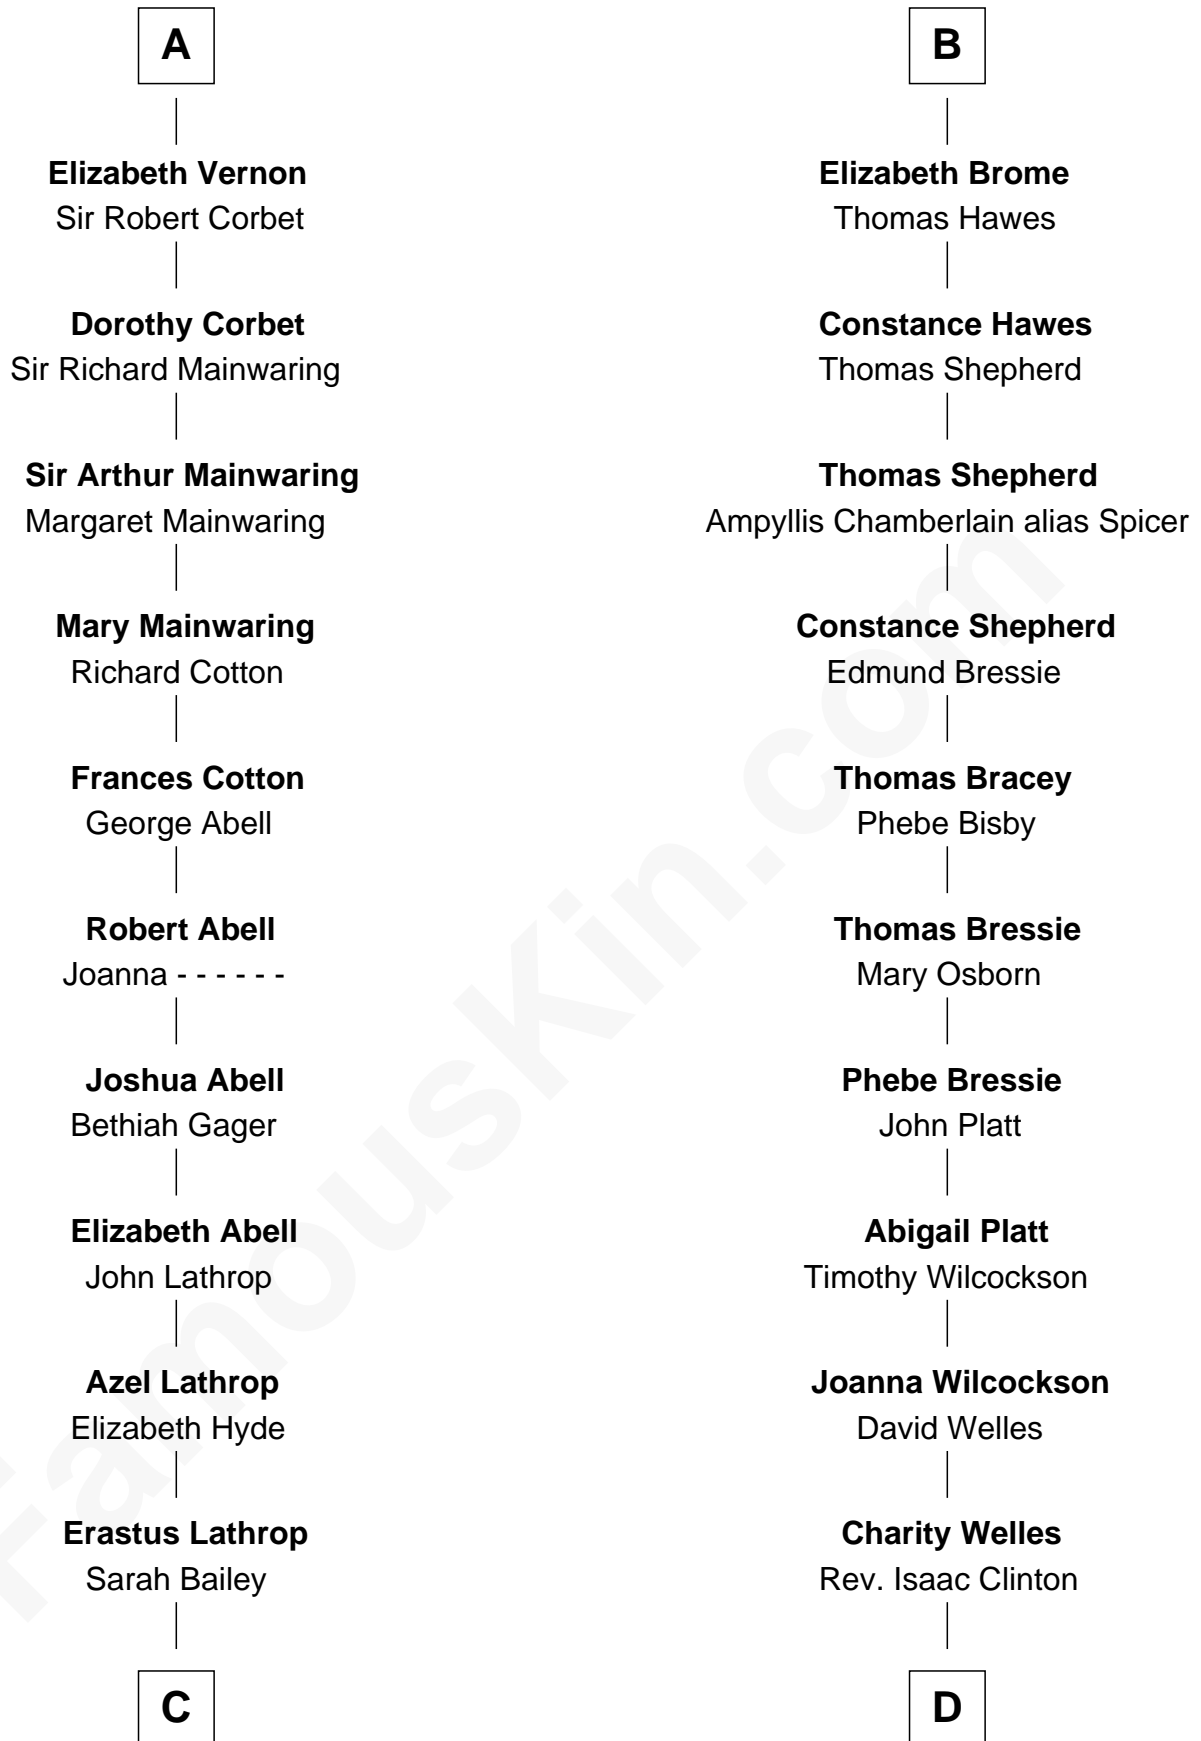 A
Elizabeth Vernon
Sir Robert Corbet
Dorothy Corbet
Sir Richard Mainwaring
Sir Arthur Mainwaring
Margaret Mainwaring
Mary Mainwaring
Richard Cotton
Frances Cotton
George Abell
Robert Abell
Joanna - - - - - -
Joshua Abell
Bethiah Gager
Elizabeth Abell
John Lathrop
Azel Lathrop
Elizabeth Hyde
Erastus Lathrop
Sarah Bailey
C
B
Elizabeth Brome
Thomas Hawes
Constance Hawes
Thomas Shepherd
Thomas Shepherd
Ampyllis Chamberlain alias Spicer
Constance Shepherd
Edmund Bressie
Thomas Bracey
Phebe Bisby
Thomas Bressie
Mary Osborn
Phebe Bressie
John Platt
Abigail Platt
Timothy Wilcockson
Joanna Wilcockson
David Welles
Charity Welles
Rev. Isaac Clinton
D
FamousKin.com